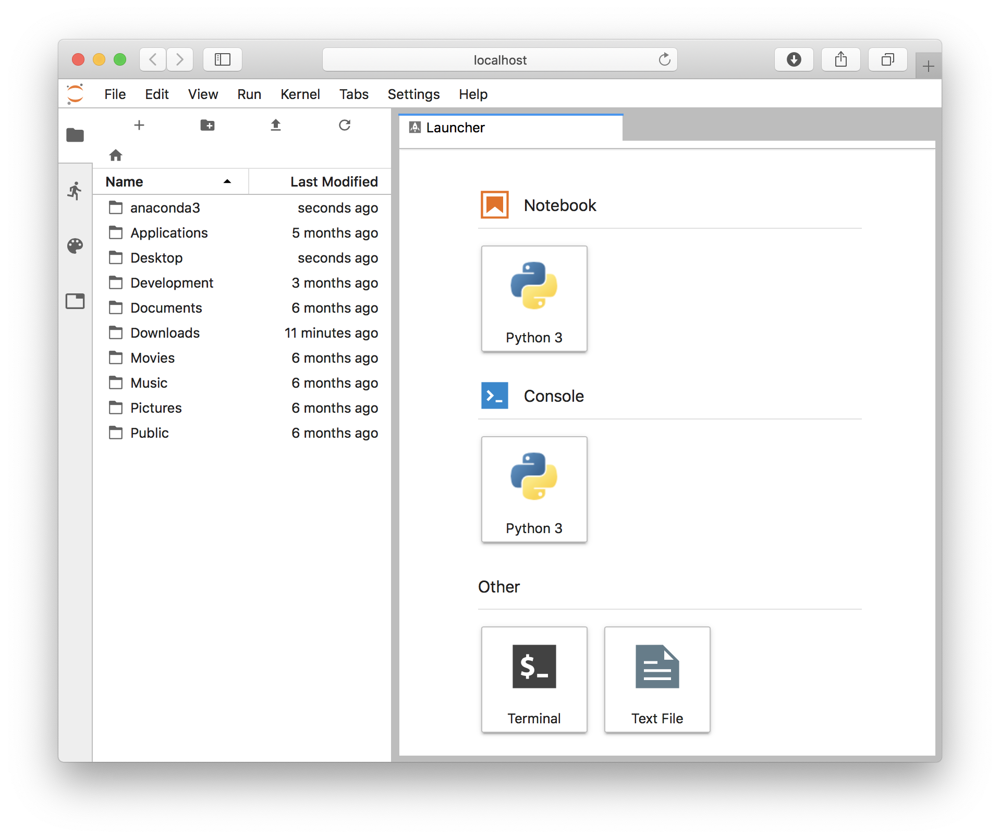 localhost
File Edit View Run Kernel Tabs Settings Help
Launcher
Name Last Modified
anaconda3 seconds ago
Applications 5 months ago
Desktop seconds ago
Development 3 months ago
Documents 6 months ago
Downloads 11 minutes ago
Movies 6 months ago
Music 6 months ago
Pictures 6 months ago
Public 6 months ago
Notebook
Python 3
>_ Console
Python 3
Other
$_
Terminal Text File